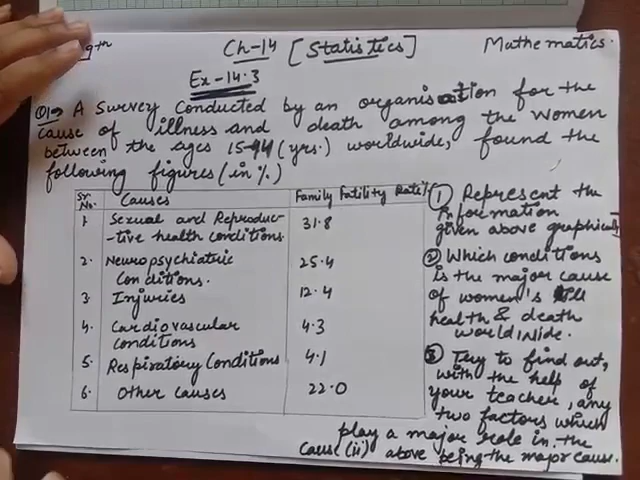 9th Ch-14 [Statistics] Mathematics.
Ex-14.3
Q1→ A Survey Conducted by an organisation for the
cause of illness and death among the women
between the ages 15-44 (yrs.) worldwide, found the
following figures (in %)
Sr. No. Causes Female Fatility Rate%
1. Sexual and Reproduc-
-tive health conditions. 31.8
2. Neuropsychiatric
Conditions. 25.4
3. Injuries 12.4
4. Cardiovascular
conditions 4.3
5. Respiratory Conditions 4.1
6. Other causes 22.0
① Represent the
Information
given above graphically
② Which conditions
is the major cause
of women's ill
health & death
worldwide.
③ Try to find out,
with the help of
your teacher, any
two factors which
play a major role in the
cause (ii) above being the major cause.